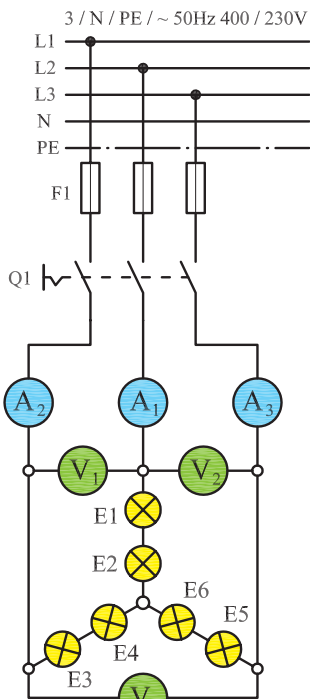 3 / N / PE / ~ 50Hz 400 / 230V
L1
L2
L3
N
PE
F1
Q1
A2 A1 A3
V1 V2
E1
E2
E6
E4 E5
E3
V